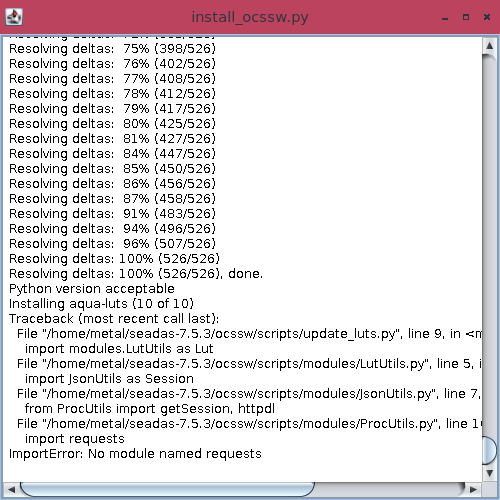 install_ocssw.py
Resolving deltas:  75% (398/526)
Resolving deltas:  76% (402/526)
Resolving deltas:  77% (408/526)
Resolving deltas:  78% (412/526)
Resolving deltas:  79% (417/526)
Resolving deltas:  80% (425/526)
Resolving deltas:  81% (427/526)
Resolving deltas:  84% (447/526)
Resolving deltas:  85% (450/526)
Resolving deltas:  86% (456/526)
Resolving deltas:  87% (458/526)
Resolving deltas:  91% (483/526)
Resolving deltas:  94% (496/526)
Resolving deltas:  96% (507/526)
Resolving deltas: 100% (526/526)
Resolving deltas: 100% (526/526), done.
Python version acceptable
Installing aqua-luts (10 of 10)
Traceback (most recent call last):
  File "/home/metal/seadas-7.5.3/ocssw/scripts/update_luts.py", line 9, in
    import modules.LutUtils as Lut
  File "/home/metal/seadas-7.5.3/ocssw/scripts/modules/LutUtils.py", line 5,
    import JsonUtils as Session
  File "/home/metal/seadas-7.5.3/ocssw/scripts/modules/JsonUtils.py", line 7,
    from ProcUtils import getSession, httpdl
  File "/home/metal/seadas-7.5.3/ocssw/scripts/modules/ProcUtils.py", line
    import requests
ImportError: No module named requests